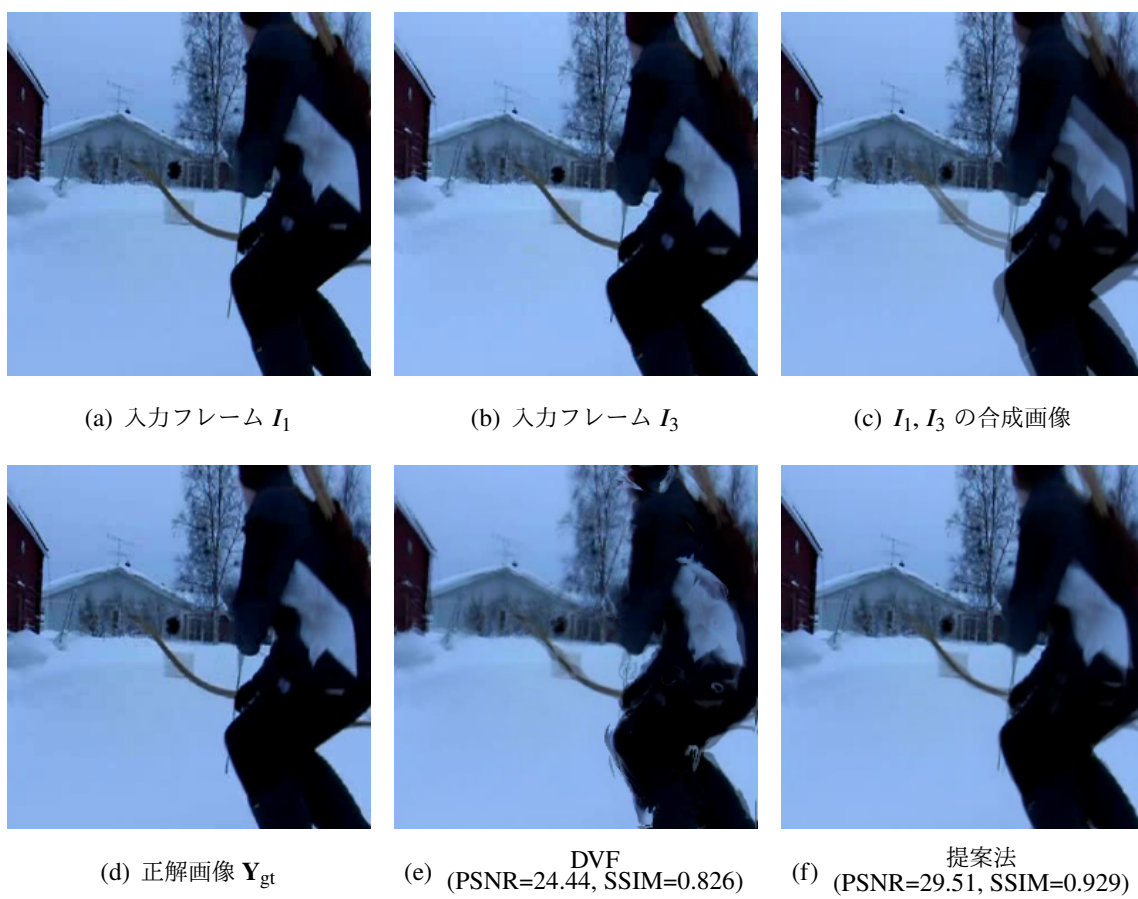 (a) 入力フレーム I1
(b) 入力フレーム I3
(c) I1, I3 の合成画像
(d) 正解画像 Ygt
(e) DVF
(PSNR=24.44, SSIM=0.826)
(f) 提案法
(PSNR=29.51, SSIM=0.929)